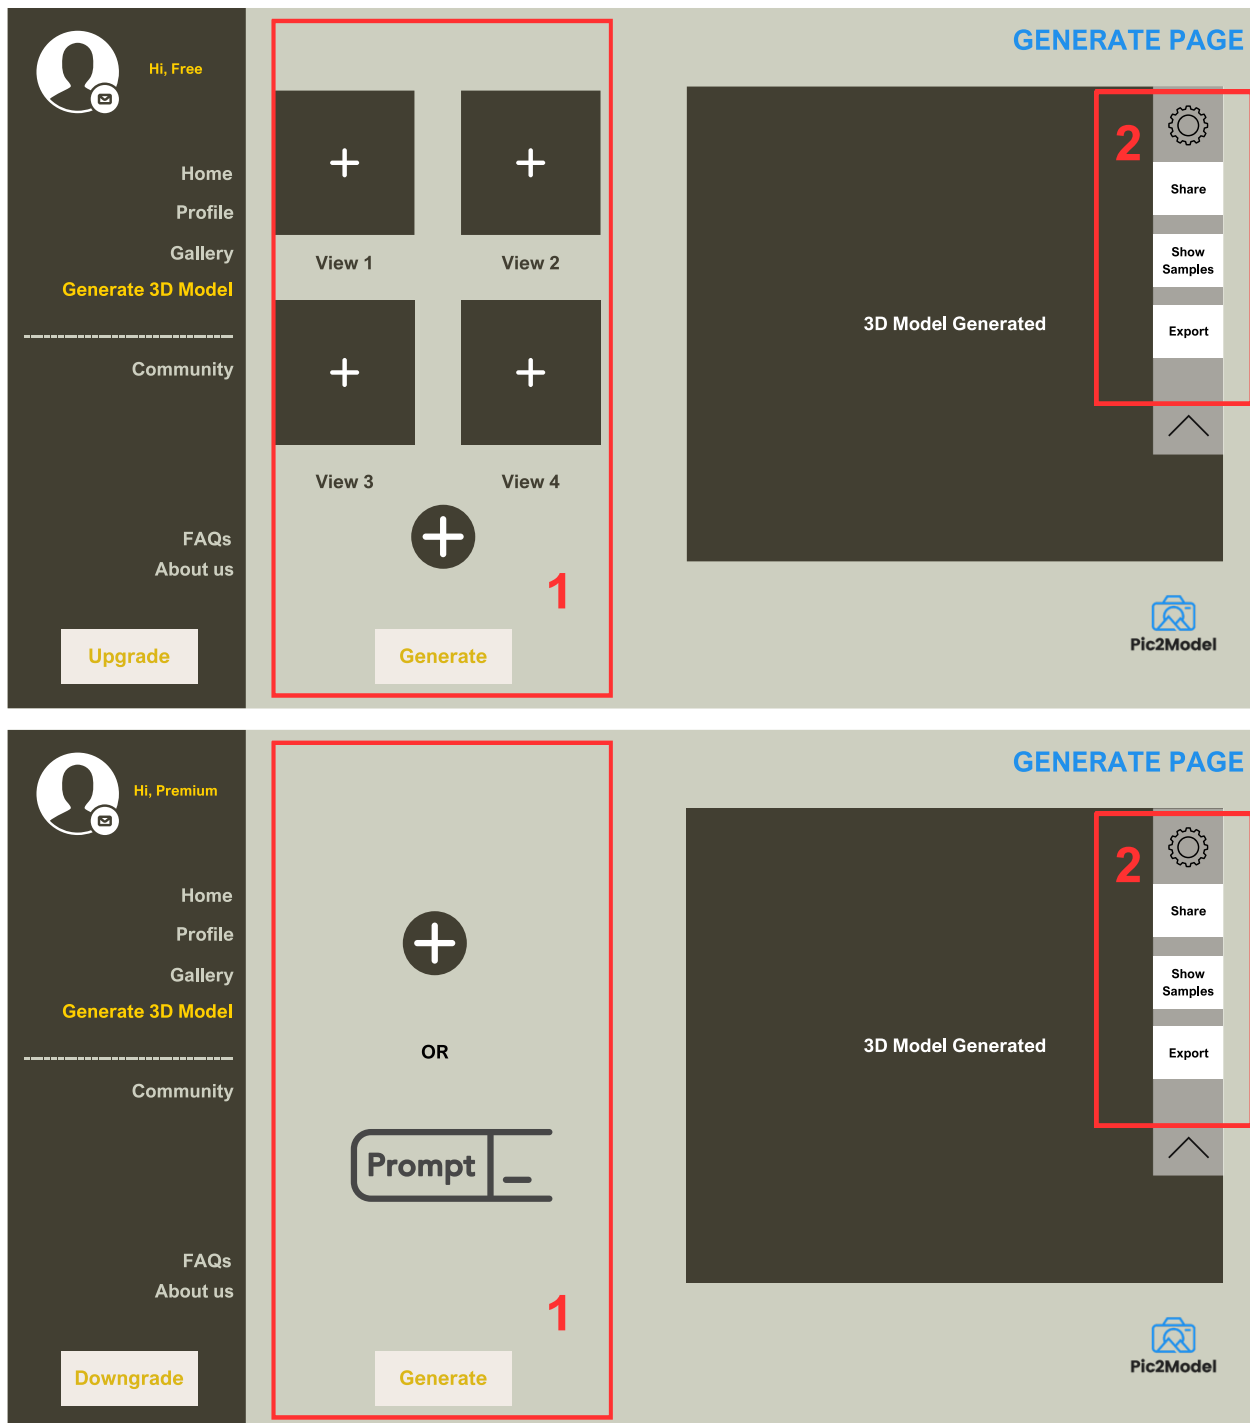 Hi, Free
GENERATE PAGE
Home
Profile
Gallery
Generate 3D Model
--------------------------------
Community
FAQs
About us
Upgrade
View 1
View 2
View 3
View 4
1
Generate
3D Model Generated
2
Share
Show
Samples
Export
Pic2Model
Hi, Premium
GENERATE PAGE
Home
Profile
Gallery
Generate 3D Model
--------------------------------
Community
FAQs
About us
Downgrade
OR
Prompt
1
Generate
3D Model Generated
2
Share
Show
Samples
Export
Pic2Model